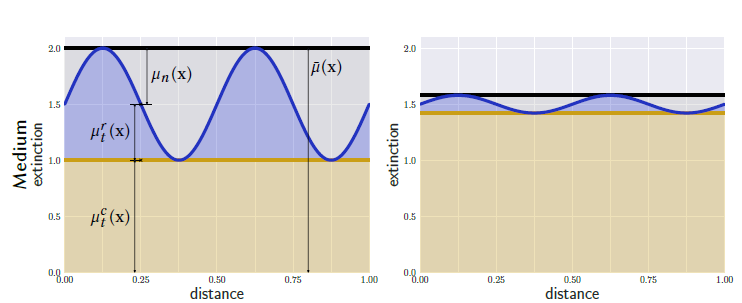 Medium
extinction
2.0
1.5
1.0
0.5
0.0
μₙ(x)
μ̄(x)
μₜʳ(x)
μₜᶜ(x)
0.00 0.25 0.50 0.75 1.00
distance
extinction
2.0
1.5
1.0
0.5
0.0
0.00 0.25 0.50 0.75 1.00
distance